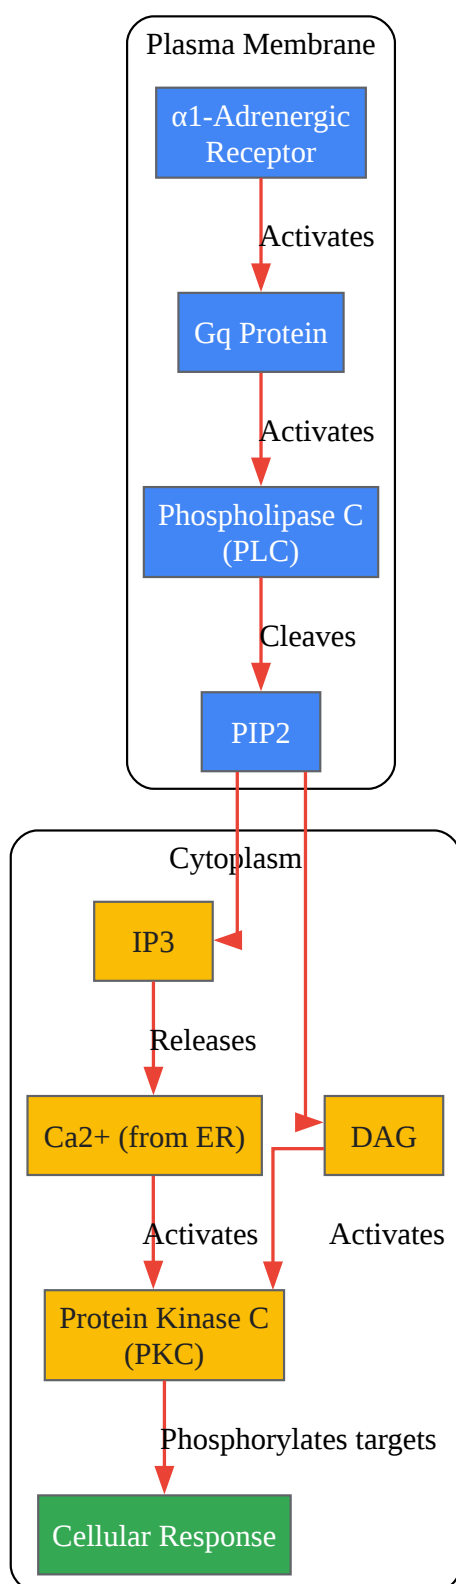 Plasma Membrane
α1-Adrenergic
Receptor
Activates
Gq Protein
Activates
Phospholipase C
(PLC)
Cleaves
PIP2
Cytoplasm
IP3
Releases
Ca2+ (from ER)
DAG
Activates
Activates
Protein Kinase C
(PKC)
Phosphorylates targets
Cellular Response